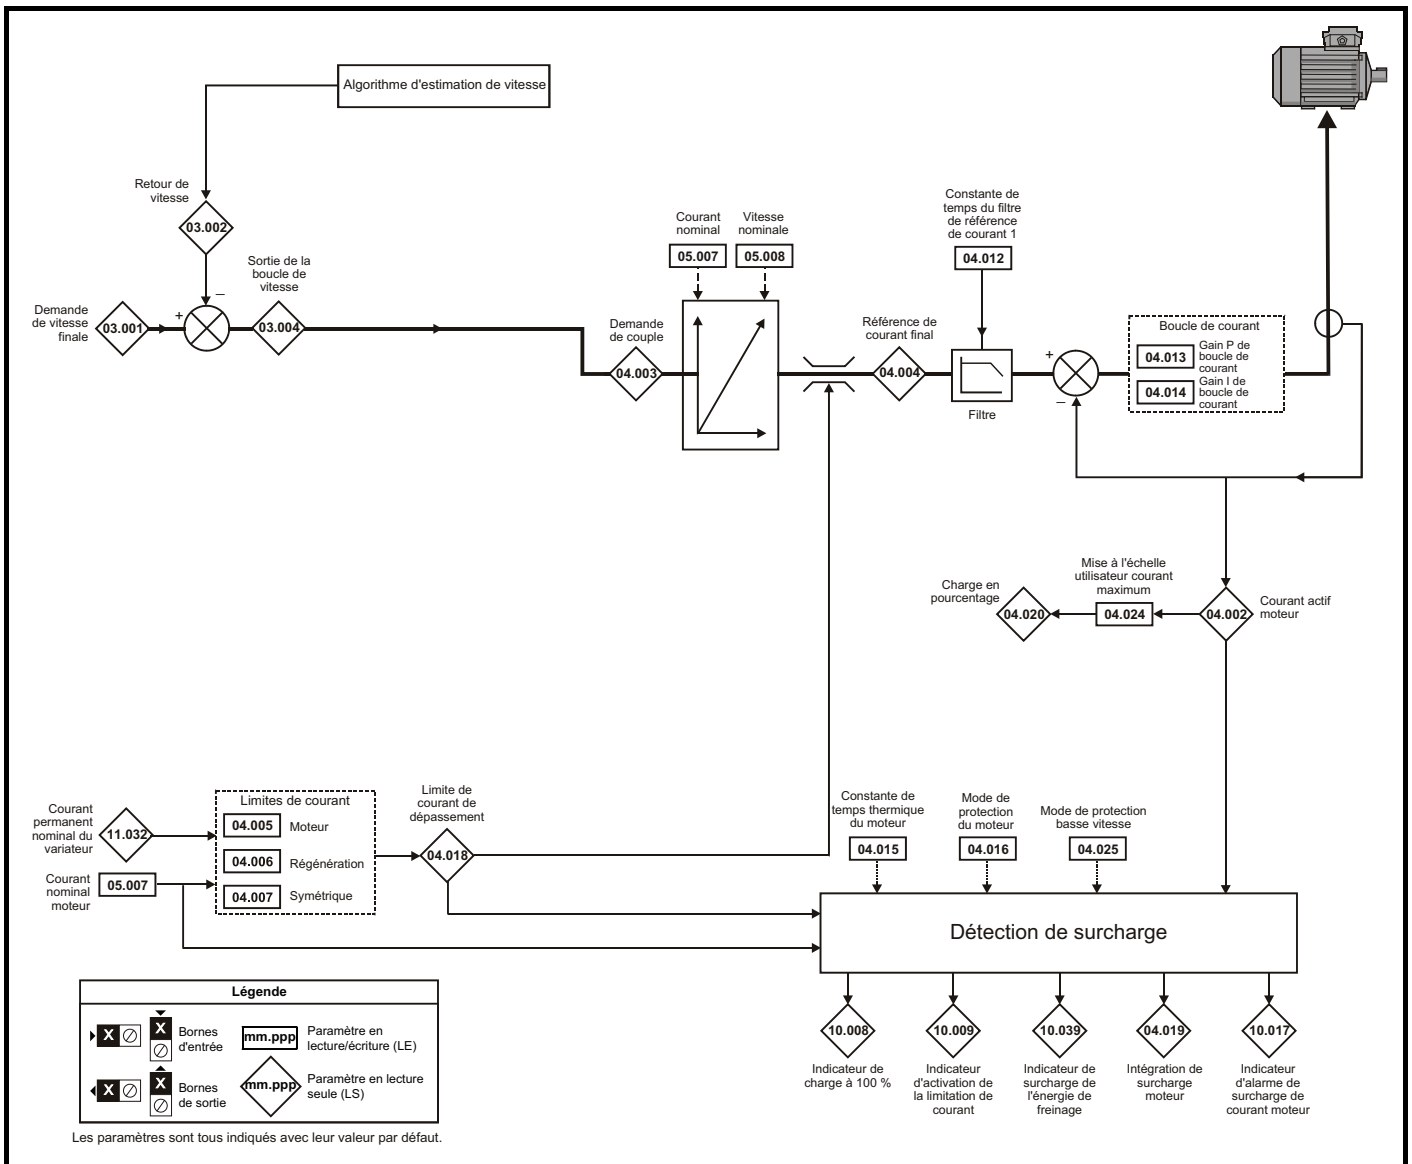 Algorithme d'estimation de vitesse
Retour de
vitesse
03.002
Sortie de la
boucle de
vitesse
–
+
Demande
de vitesse
finale
03.001
03.004
Demande
de couple
04.003
Courant
nominal
05.007
Vitesse
nominale
05.008
Référence de
courant final
04.004
Constante de
temps du filtre
de référence
de courant 1
04.012
Filtre
+
–
Boucle de courant
04.013
Gain P de
boucle de
courant
04.014
Gain I de
boucle de
courant
Charge en
pourcentage
04.020
Mise à l'échelle
utilisateur courant
maximum
04.024
04.002
Courant actif
moteur
Courant
permanent
nominal du
variateur
11.032
Courant
nominal
moteur
05.007
Limites de courant
04.005 Moteur
04.006 Régénération
04.007 Symétrique
Limite de
courant de
dépassement
04.018
Constante de
temps thermique
du moteur
04.015
Mode de
protection
du moteur
04.016
Mode de protection
basse vitesse
04.025
Détection de surcharge
10.008
Indicateur de
charge à 100 %
10.009
Indicateur
d'activation de
la limitation de
courant
10.039
Indicateur de
surcharge de
l'énergie de
freinage
04.019
Intégration de
surcharge
moteur
10.017
Indicateur
d'alarme de
surcharge de
courant moteur
Légende
X
X
Bornes
d'entrée
mm.ppp
Paramètre en
lecture/écriture (LE)
X
X
Bornes
de sortie
mm.ppp
Paramètre en lecture
seule (LS)
Les paramètres sont tous indiqués avec leur valeur par défaut.